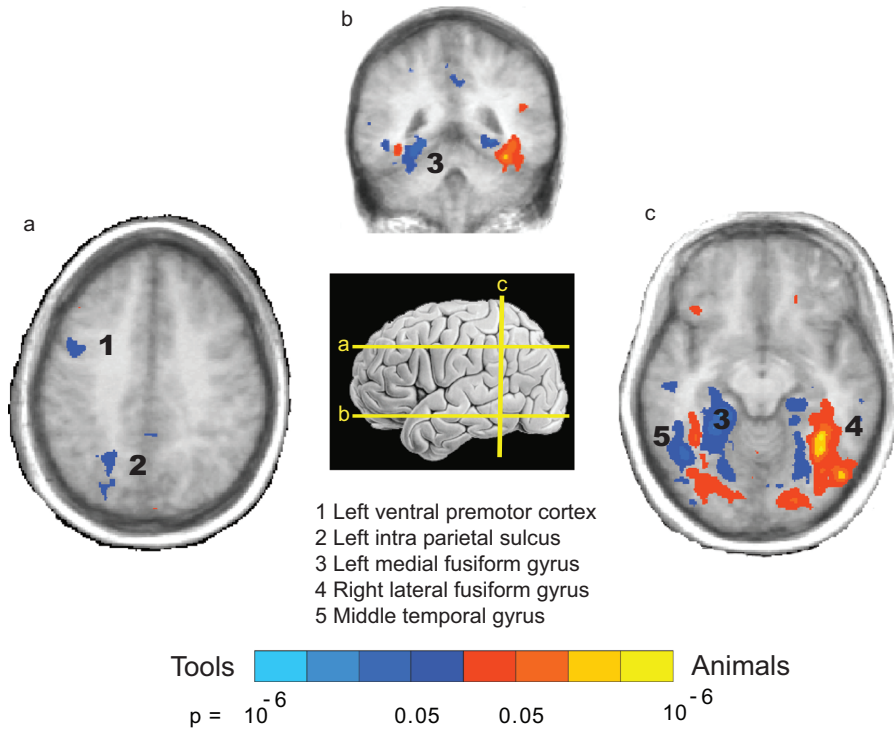 b
3
a
1
2
c
3
4
5
c
a
b
1 Left ventral premotor cortex
2 Left intra parietal sulcus
3 Left medial fusiform gyrus
4 Right lateral fusiform gyrus
5 Middle temporal gyrus
Tools Animals
p = 10^-6 0.05 0.05 10^-6